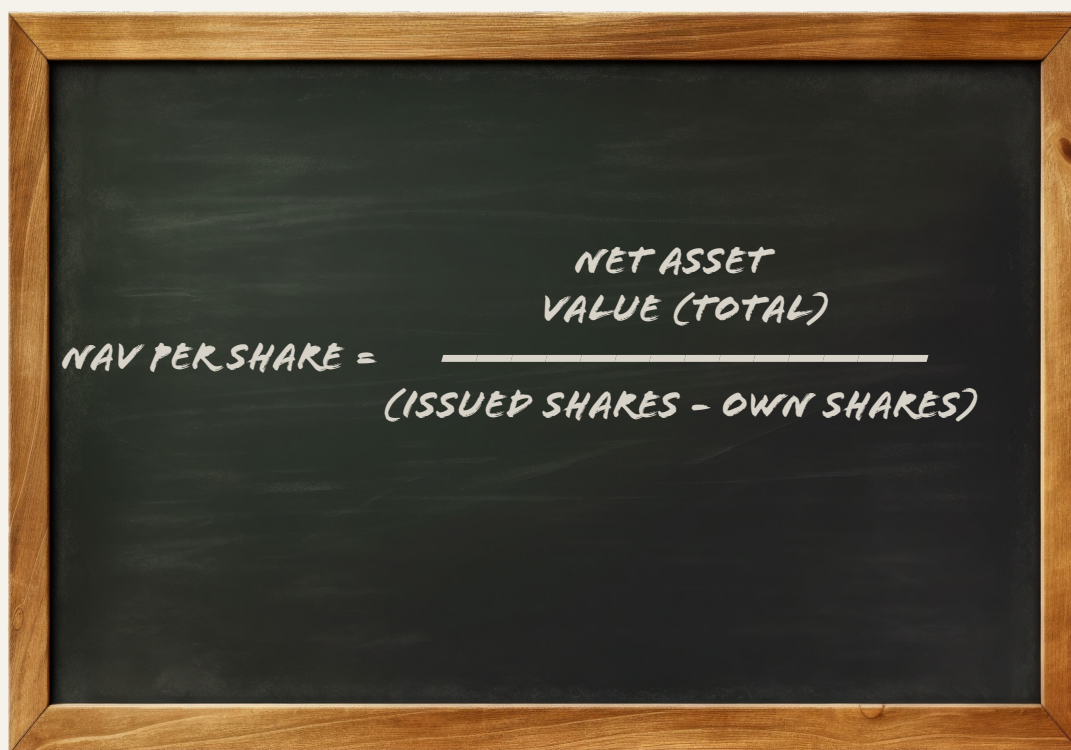 NET ASSET
VALUE (TOTAL)
NAV PER SHARE =
(ISSUED SHARES - OWN SHARES)